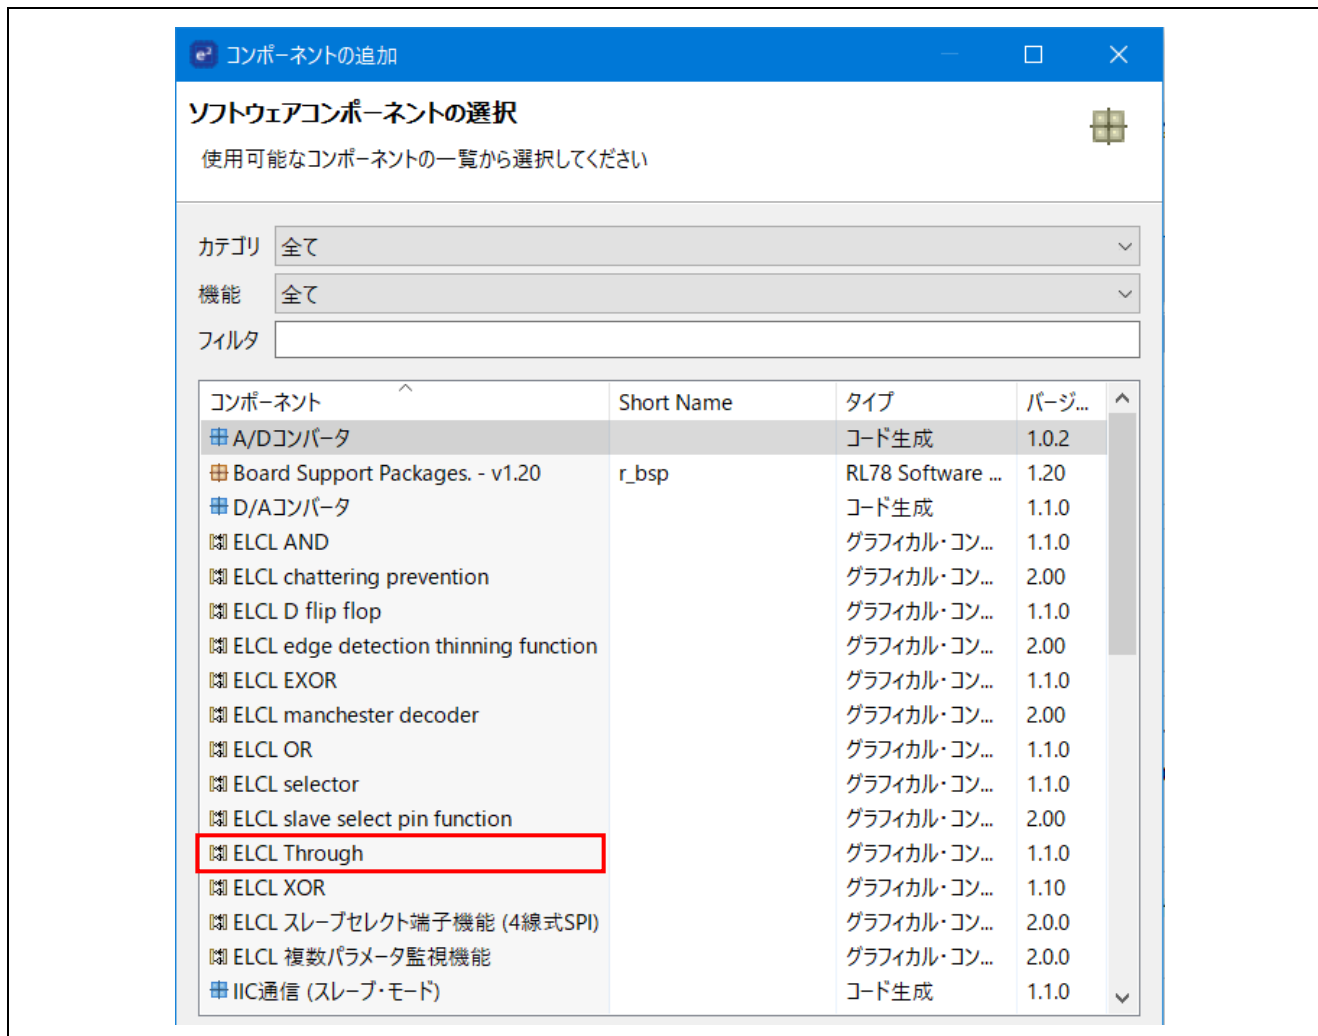 e² コンポーネントの追加
ソフトウェアコンポーネントの選択
使用可能なコンポーネントの一覧から選択してください
カテゴリ 全て
機能 全て
フィルタ
コンポーネント Short Name タイプ バージ...
A/Dコンバータ コード生成 1.0.2
Board Support Packages. - v1.20 r_bsp RL78 Software ... 1.20
D/Aコンバータ コード生成 1.1.0
ELCL AND グラフィカル・コン... 1.1.0
ELCL chattering prevention グラフィカル・コン... 2.00
ELCL D flip flop グラフィカル・コン... 1.1.0
ELCL edge detection thinning function グラフィカル・コン... 2.00
ELCL EXOR グラフィカル・コン... 1.1.0
ELCL manchester decoder グラフィカル・コン... 2.00
ELCL OR グラフィカル・コン... 1.1.0
ELCL selector グラフィカル・コン... 1.1.0
ELCL slave select pin function グラフィカル・コン... 2.00
ELCL Through グラフィカル・コン... 1.1.0
ELCL XOR グラフィカル・コン... 1.10
ELCL スレーブセレクト端子機能 (4線式SPI) グラフィカル・コン... 2.0.0
ELCL 複数パラメータ監視機能 グラフィカル・コン... 2.0.0
IIC通信 (スレーブ・モード) コード生成 1.1.0